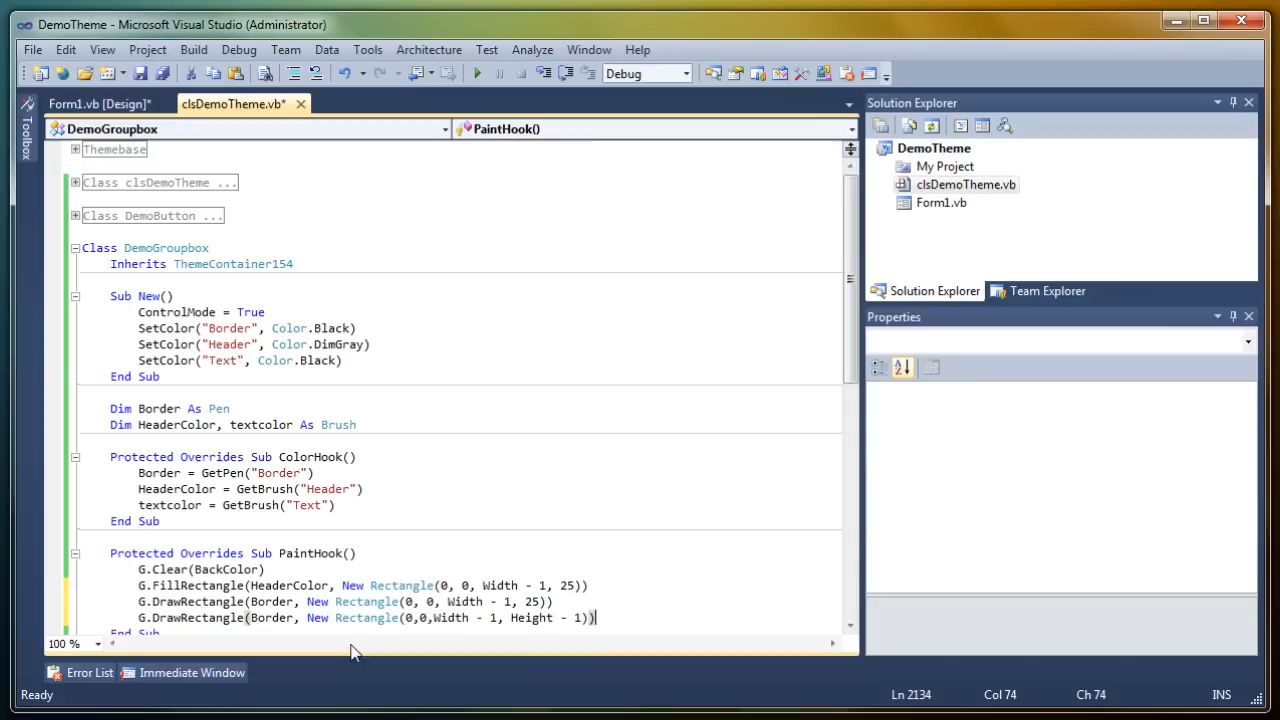 DemoTheme - Microsoft Visual Studio (Administrator)
File Edit View Project Build Debug Team Data Tools Architecture Test Analyze Window Help
Debug
Form1.vb [Design]* clsDemoTheme.vb*
DemoGroupbox PaintHook()
Toolbox
Themebase
Class clsDemoTheme ...
Class DemoButton ...
Class DemoGroupbox
Inherits ThemeContainer154
Sub New()
ControlMode = True
SetColor("Border", Color.Black)
SetColor("Header", Color.DimGray)
SetColor("Text", Color.Black)
End Sub
Dim Border As Pen
Dim HeaderColor, textcolor As Brush
Protected Overrides Sub ColorHook()
Border = GetPen("Border")
HeaderColor = GetBrush("Header")
textcolor = GetBrush("Text")
End Sub
Protected Overrides Sub PaintHook()
G.Clear(BackColor)
G.FillRectangle(HeaderColor, New Rectangle(0, 0, Width - 1, 25))
G.DrawRectangle(Border, New Rectangle(0, 0, Width - 1, 25))
G.DrawRectangle(Border, New Rectangle(0,0,Width - 1, Height - 1))
End Sub
100 %
Solution Explorer
DemoTheme
My Project
clsDemoTheme.vb
Form1.vb
Solution Explorer Team Explorer
Properties
Error List Immediate Window
Ready Ln 2134 Col 74 Ch 74 INS